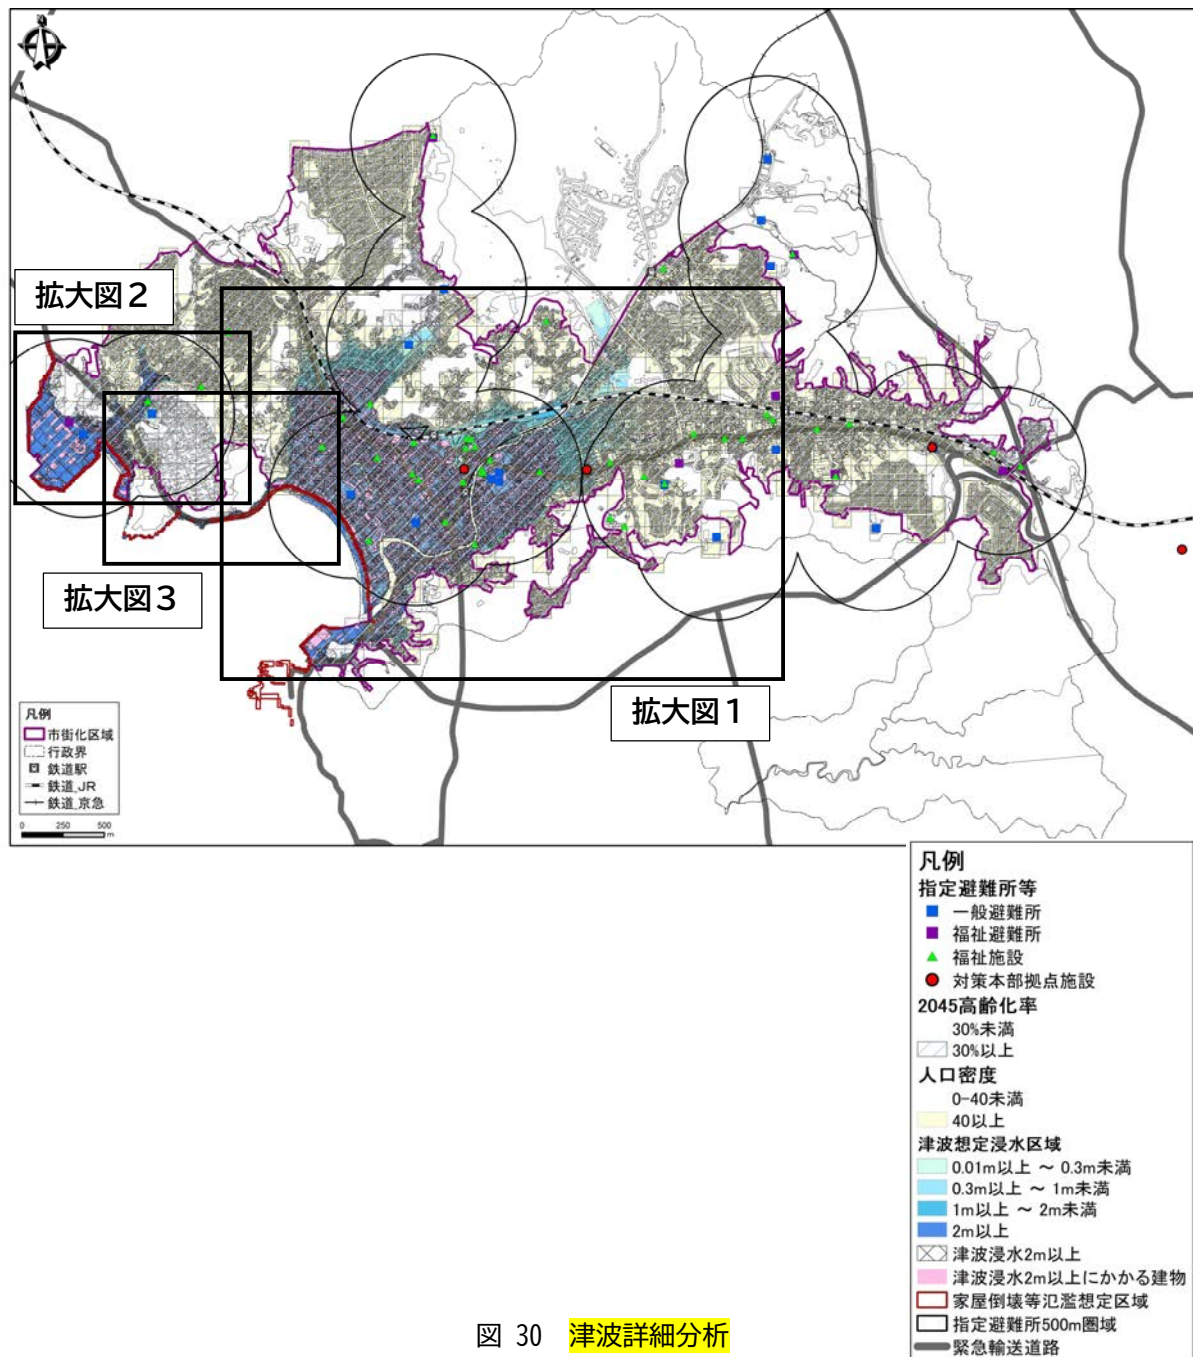 拡大図2
拡大図3
拡大図1
凡例
市街化区域
行政界
鉄道駅
鉄道_JR
鉄道_京急
0 250 500
m
凡例
指定避難所等
一般避難所
福祉避難所
福祉施設
対策本部拠点施設
2045高齢化率
30%未満
30%以上
人口密度
0-40未満
40以上
津波想定浸水区域
0.01m以上 ～ 0.3m未満
0.3m以上 ～ 1m未満
1m以上 ～ 2m未満
2m以上
津波浸水2m以上
津波浸水2m以上にかかる建物
家屋倒壊等氾濫想定区域
指定避難所500m圏域
緊急輸送道路
図 30 津波詳細分析